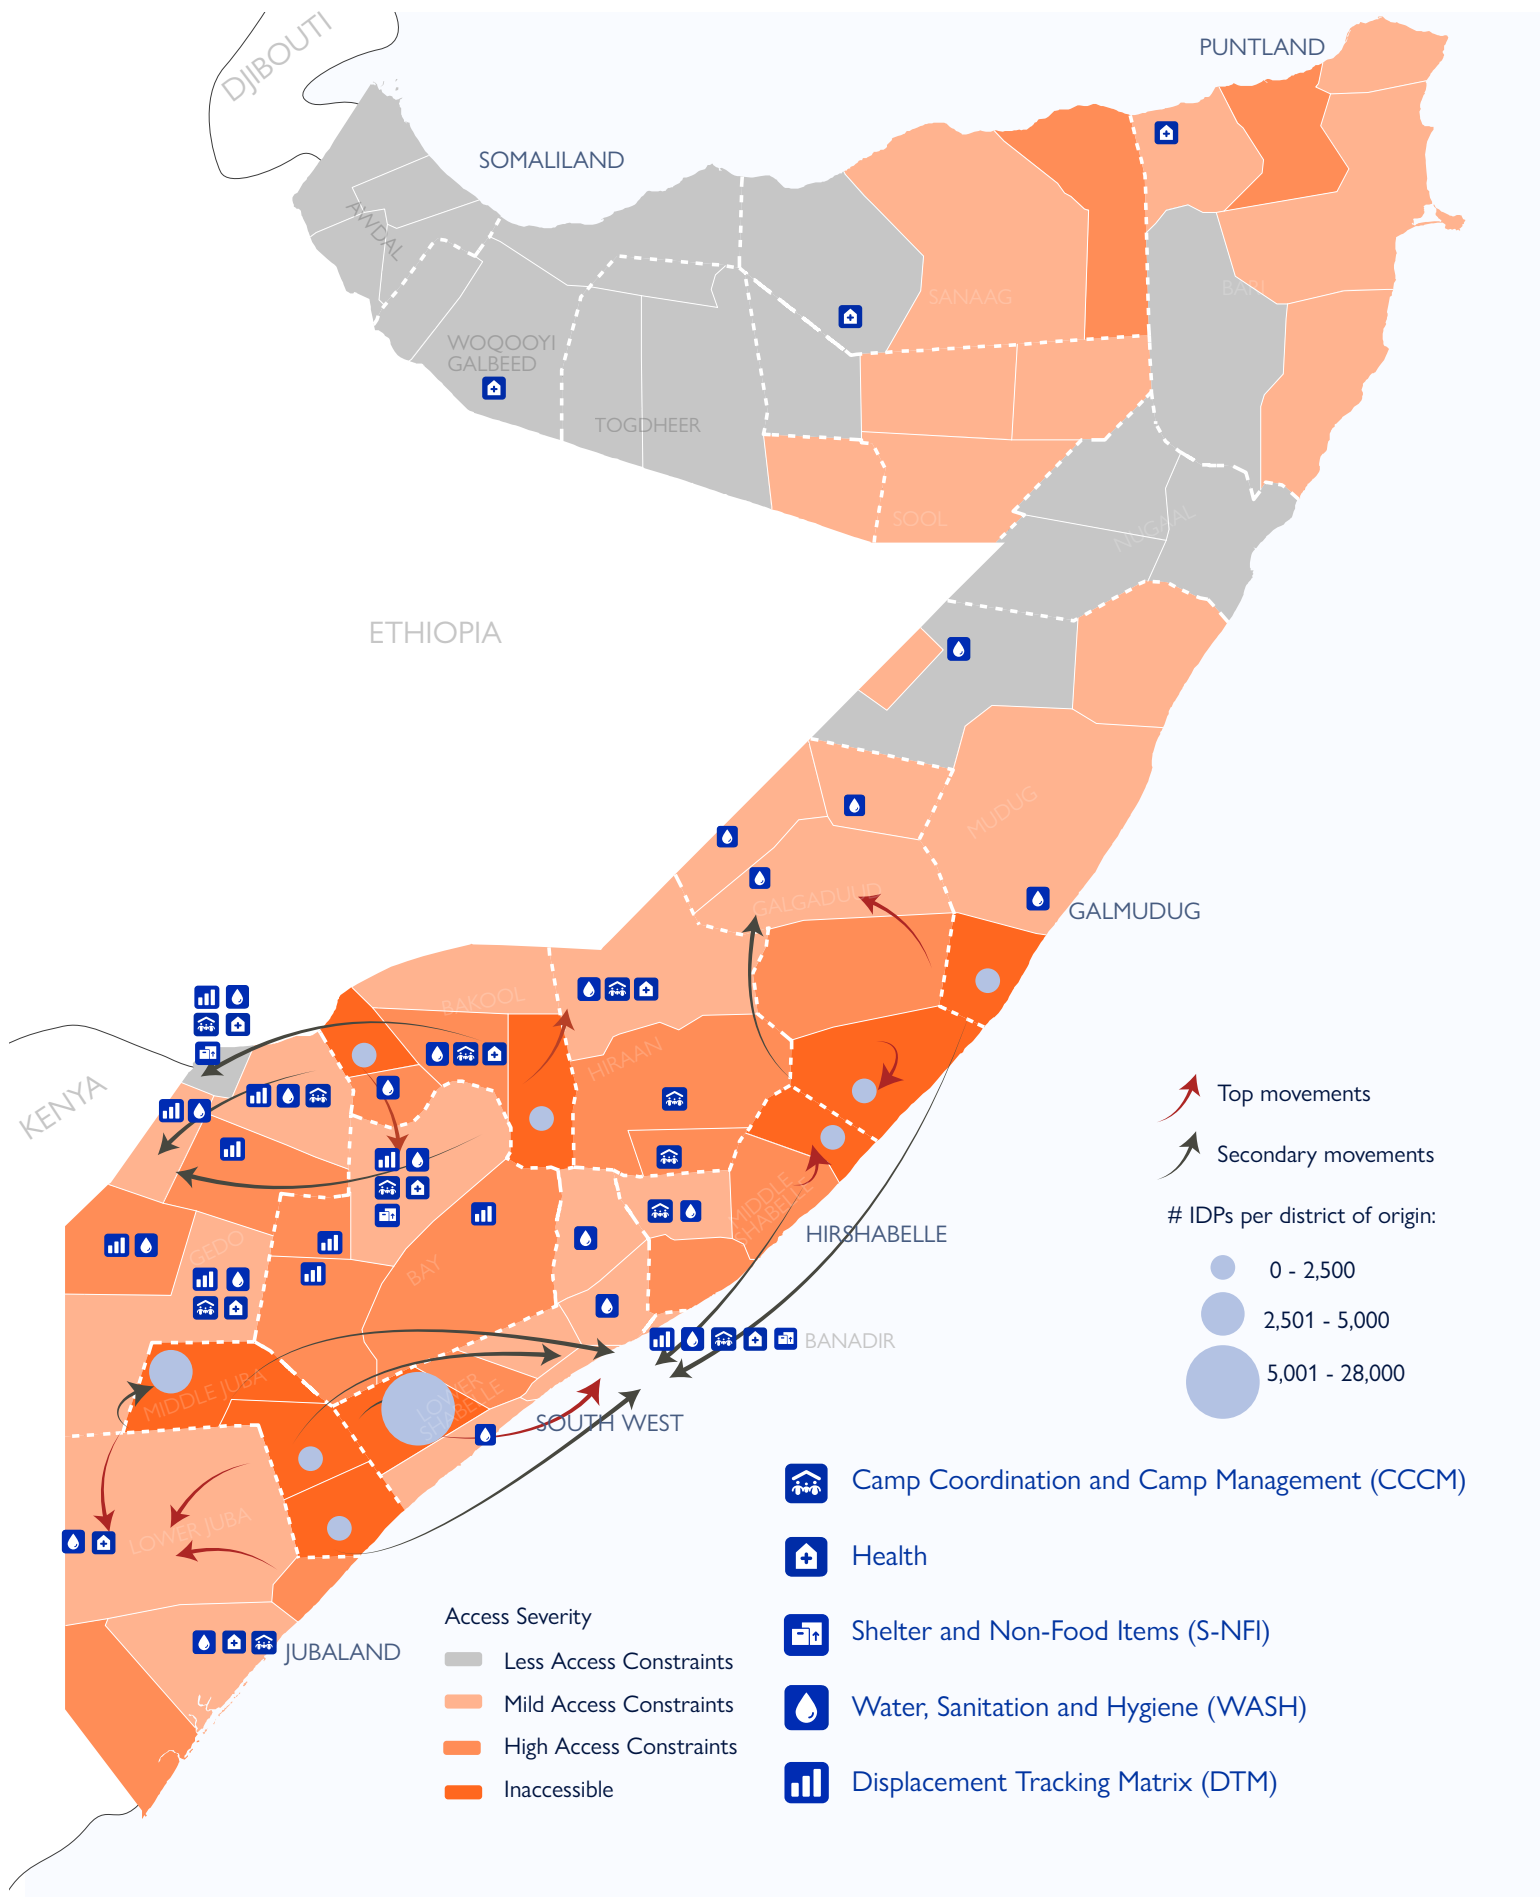 DJIBOUTI
PUNTLAND
SOMALILAND
AWDAL
SANAAG
BARI
WOQOOYI
GALBEED
TOGDHEER
SOOL
NUGAAL
ETHIOPIA
MUDUG
GALGADUUD
GALMUDUG
BAKOOL
HIRAAN
KENYA
Top movements
Secondary movements
MIDDLE
SHABELLE
# IDPs per district of origin:
HIRSHABELLE
GEDO
BAY
0 - 2,500
2,501 - 5,000
BANADIR
5,001 - 28,000
MIDDLE JUBA
LOWER
SHABELLE
SOUTH WEST
Camp Coordination and Camp Management (CCCM)
LOWER JUBA
Health
Access Severity
Shelter and Non-Food Items (S-NFI)
JUBALAND
Less Access Constraints
Mild Access Constraints
Water, Sanitation and Hygiene (WASH)
High Access Constraints
Displacement Tracking Matrix (DTM)
Inaccessible